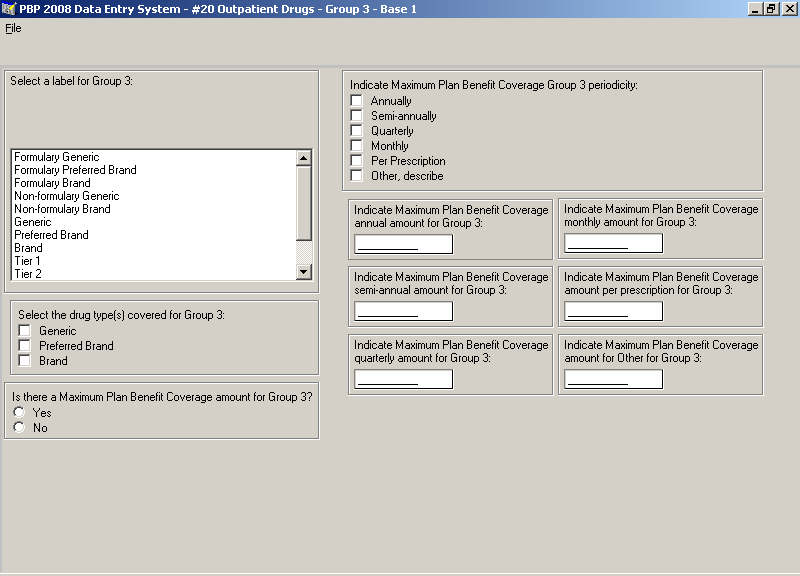 PBP 2008 Data Entry System - #20 Outpatient Drugs - Group 3 - Base 1
File
Select a label for Group 3:
Formulary Generic
Formulary Preferred Brand
Formulary Brand
Non-formulary Generic
Non-formulary Brand
Generic
Preferred Brand
Brand
Tier 1
Tier 2
Select the drug type(s) covered for Group 3:
Generic
Preferred Brand
Brand
Is there a Maximum Plan Benefit Coverage amount for Group 3?
Yes
No
Indicate Maximum Plan Benefit Coverage Group 3 periodicity:
Annually
Semi-annually
Quarterly
Monthly
Per Prescription
Other, describe
Indicate Maximum Plan Benefit Coverage
annual amount for Group 3:
Indicate Maximum Plan Benefit Coverage
monthly amount for Group 3:
Indicate Maximum Plan Benefit Coverage
semi-annual amount for Group 3:
Indicate Maximum Plan Benefit Coverage
amount per prescription for Group 3:
Indicate Maximum Plan Benefit Coverage
quarterly amount for Group 3:
Indicate Maximum Plan Benefit Coverage
amount for Other for Group 3: